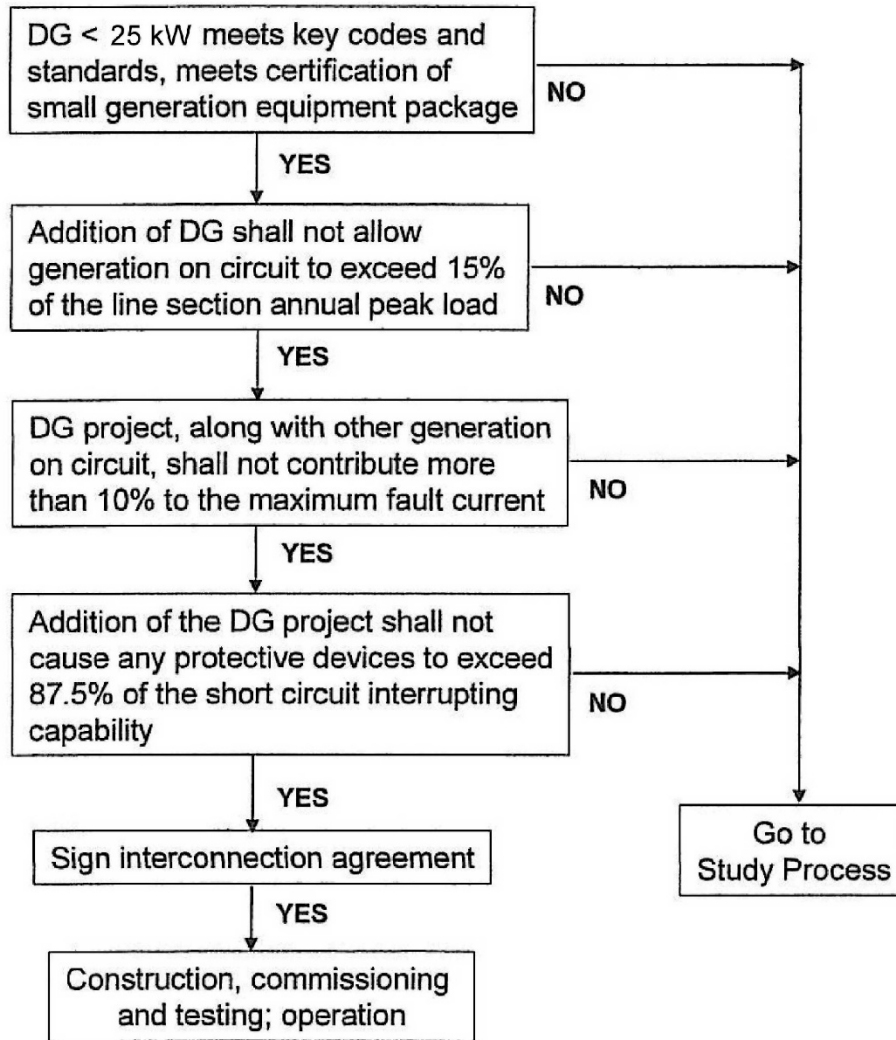 DG < 25 kW meets key codes and
standards, meets certification of
small generation equipment package
NO
YES
Addition of DG shall not allow
generation on circuit to exceed 15%
of the line section annual peak load
NO
YES
DG project, along with other generation
on circuit, shall not contribute more
than 10% to the maximum fault current
NO
YES
Addition of the DG project shall not
cause any protective devices to exceed
87.5% of the short circuit interrupting
capability
NO
YES
Sign interconnection agreement
Go to
Study Process
YES
Construction, commissioning
and testing; operation